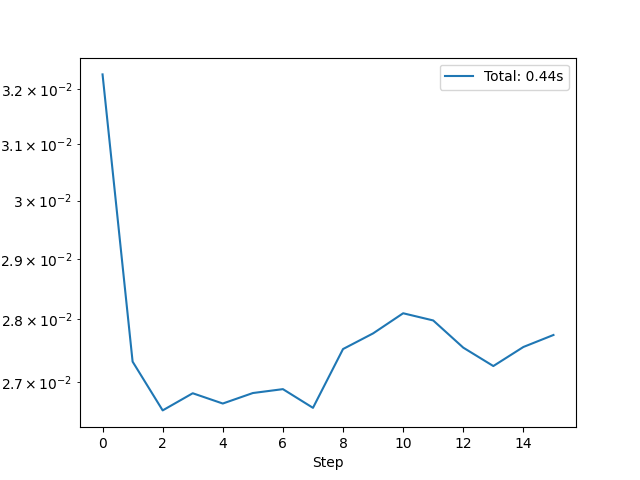 Total: 0.44s
3.2 × 10⁻²
3.1 × 10⁻²
3 × 10⁻²
2.9 × 10⁻²
2.8 × 10⁻²
2.7 × 10⁻²
0 2 4 6 8 10 12 14
Step